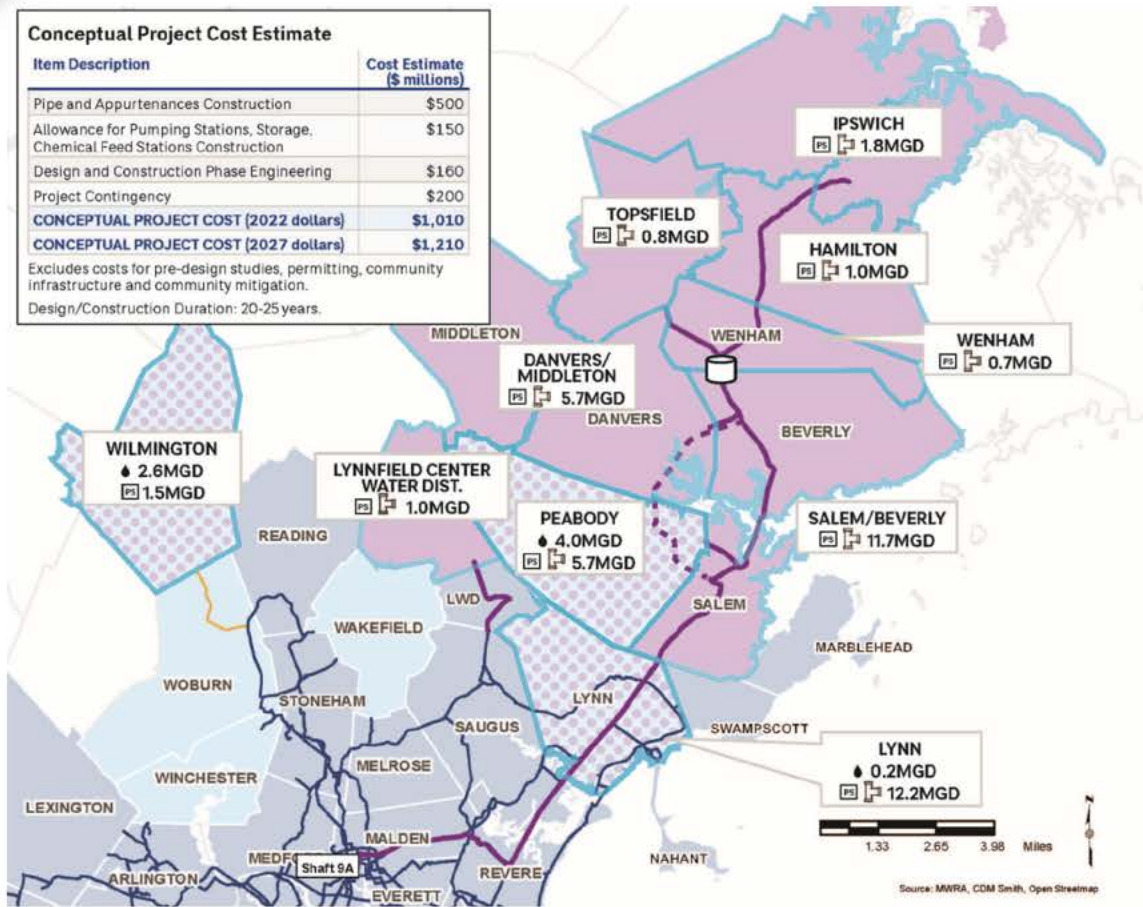 Conceptual Project Cost Estimate
Item Description Cost Estimate
($ millions)
Pipe and Appurtenances Construction $500
Allowance for Pumping Stations, Storage, $150
Chemical Feed Stations Construction
Design and Construction Phase Engineering $160
Project Contingency $200
CONCEPTUAL PROJECT COST (2022 dollars) $1,010
CONCEPTUAL PROJECT COST (2027 dollars) $1,210
Excludes costs for pre-design studies, permitting, community
infrastructure and community mitigation.
Design/Construction Duration: 20-25 years.
IPSWICH
PS 1.8MGD
TOPSFIELD
PS 0.8MGD
HAMILTON
PS 1.0MGD
MIDDLETON
WENHAM
WENHAM
PS 0.7MGD
DANVERS/
MIDDLETON
PS 5.7MGD
DANVERS
BEVERLY
WILMINGTON
2.6MGD
PS 1.5MGD
LYNNFIELD CENTER
WATER DIST.
PS 1.0MGD
PEABODY
4.0MGD
PS 5.7MGD
SALEM/BEVERLY
PS 11.7MGD
READING
LWD
SALEM
WAKEFIELD
MARBLEHEAD
WOBURN
STONEHAM
LYNN
SAUGUS
SWAMPSCOTT
LYNN
0.2MGD
PS 12.2MGD
WINCHESTER
MELROSE
LEXINGTON
MALDEN
MEDF
Shaft 9A
REVERE
NAHANT
ARLINGTON
EVERETT
N
1.33 2.65 3.98 Miles
Source: MWRA, CDM Smith, Open Streetmap